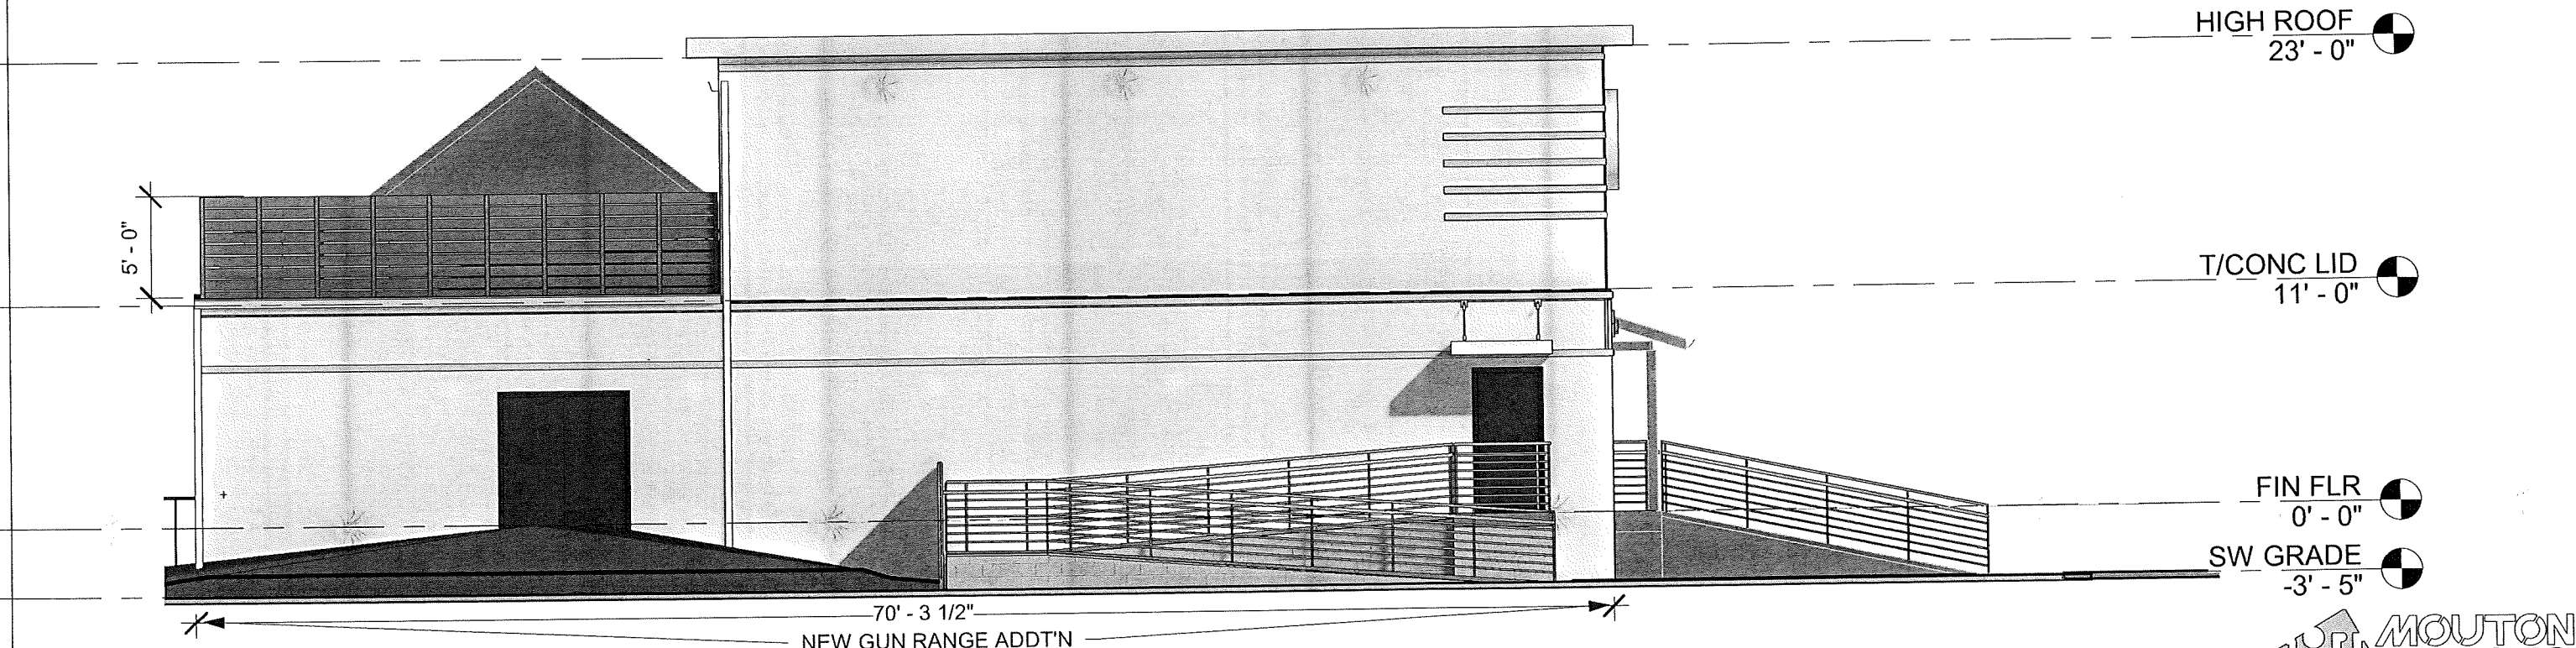 HIGH ROOF
23' - 0"
5' - 0"
T/CONC LID
11' - 0"
FIN FLR
0' - 0"
SW GRADE
-3' - 5"
70' - 3 1/2"
NEW GUN RANGE ADDT'N
MOUTON